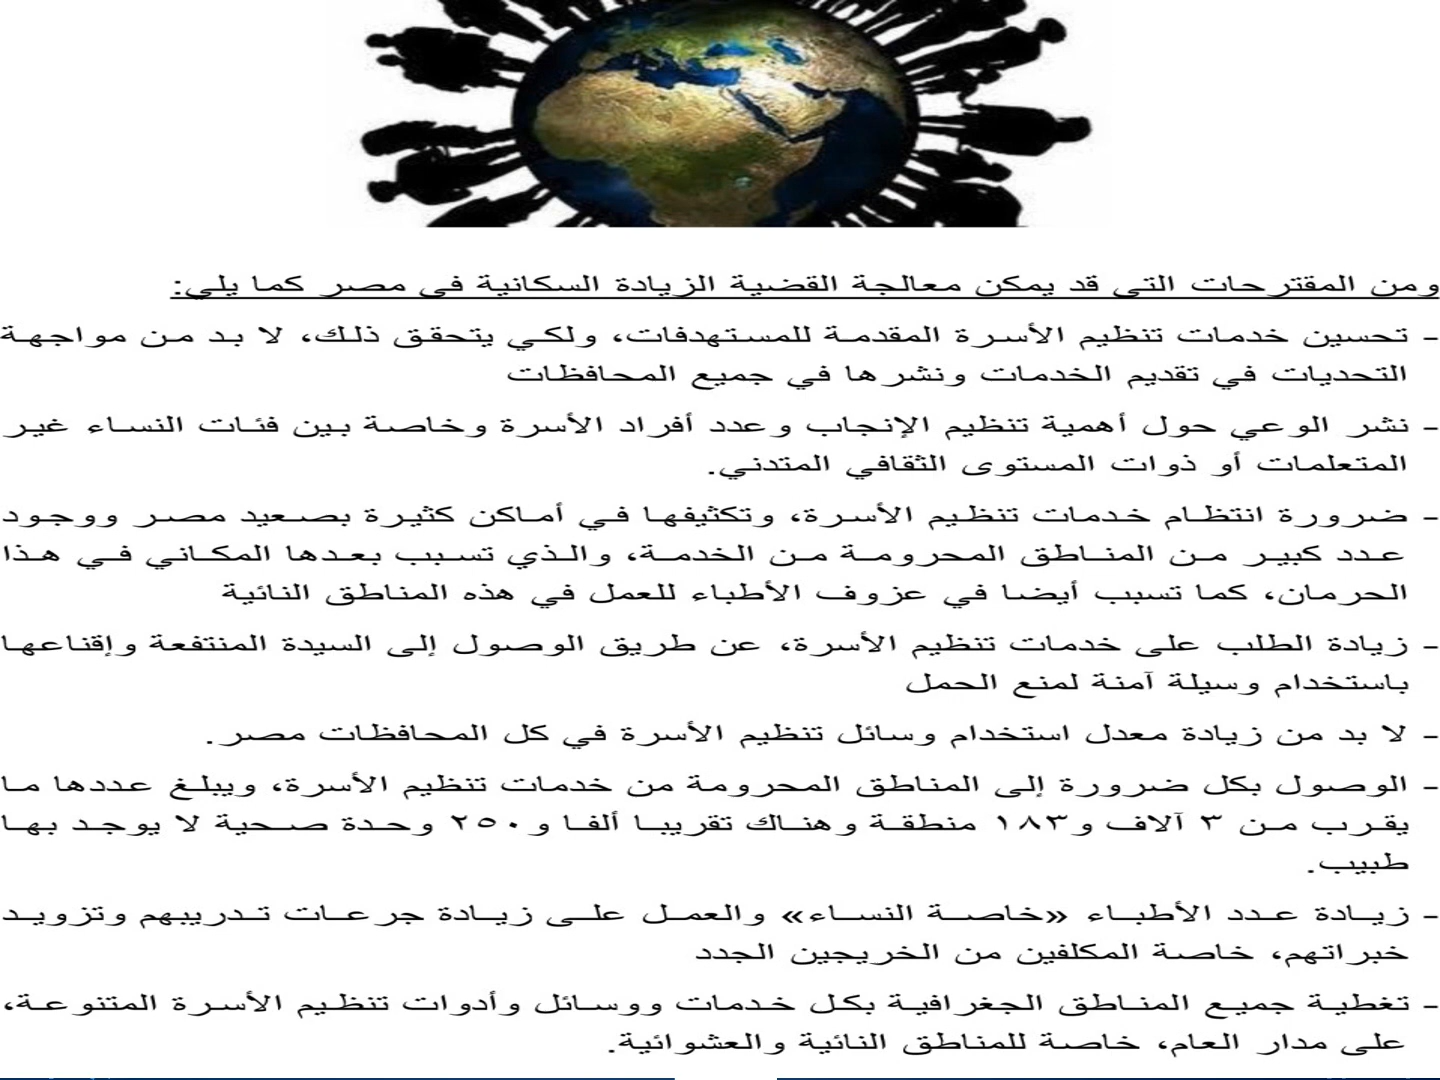 ومن المقترحات التي قد يمكن معالجة القضية الزيادة السكانية في مصر كما يلي:
- تحسين خدمات تنظيم الأسرة المقدمة للمستهدفات، ولكي يتحقق ذلك، لا بد من مواجهة
التحديات في تقديم الخدمات ونشرها في جميع المحافظات
- نشر الوعي حول أهمية تنظيم الإنجاب وعدد أفراد الأسرة وخاصة بين فئات النساء غير
المتعلمات أو ذوات المستوى الثقافي المتدني.
- ضرورة انتظام خدمات تنظيم الأسرة، وتكثيفها في أماكن كثيرة بصعيد مصر ووجود
عدد كبير من المناطق المحرومة من الخدمة، والذي تسبب بعدها المكاني في هذا
الحرمان، كما تسبب أيضا في عزوف الأطباء للعمل في هذه المناطق النائية
- زيادة الطلب على خدمات تنظيم الأسرة، عن طريق الوصول إلى السيدة المنتفعة وإقناعها
باستخدام وسيلة آمنة لمنع الحمل
- لا بد من زيادة معدل استخدام وسائل تنظيم الأسرة في كل المحافظات مصر.
- الوصول بكل ضرورة إلى المناطق المحرومة من خدمات تنظيم الأسرة، ويبلغ عددها ما
يقرب من ٣ آلاف و١٨٣ منطقة وهناك تقريبا ألفا و٢٥٠ وحدة صحية لا يوجد بها
طبيب.
- زيادة عدد الأطباء «خاصة النساء» والعمل على زيادة جرعات تدريبهم وتزويد
خبراتهم، خاصة المكلفين من الخريجين الجدد
- تغطية جميع المناطق الجغرافية بكل خدمات ووسائل وأدوات تنظيم الأسرة المتنوعة،
على مدار العام، خاصة للمناطق النائية والعشوائية.